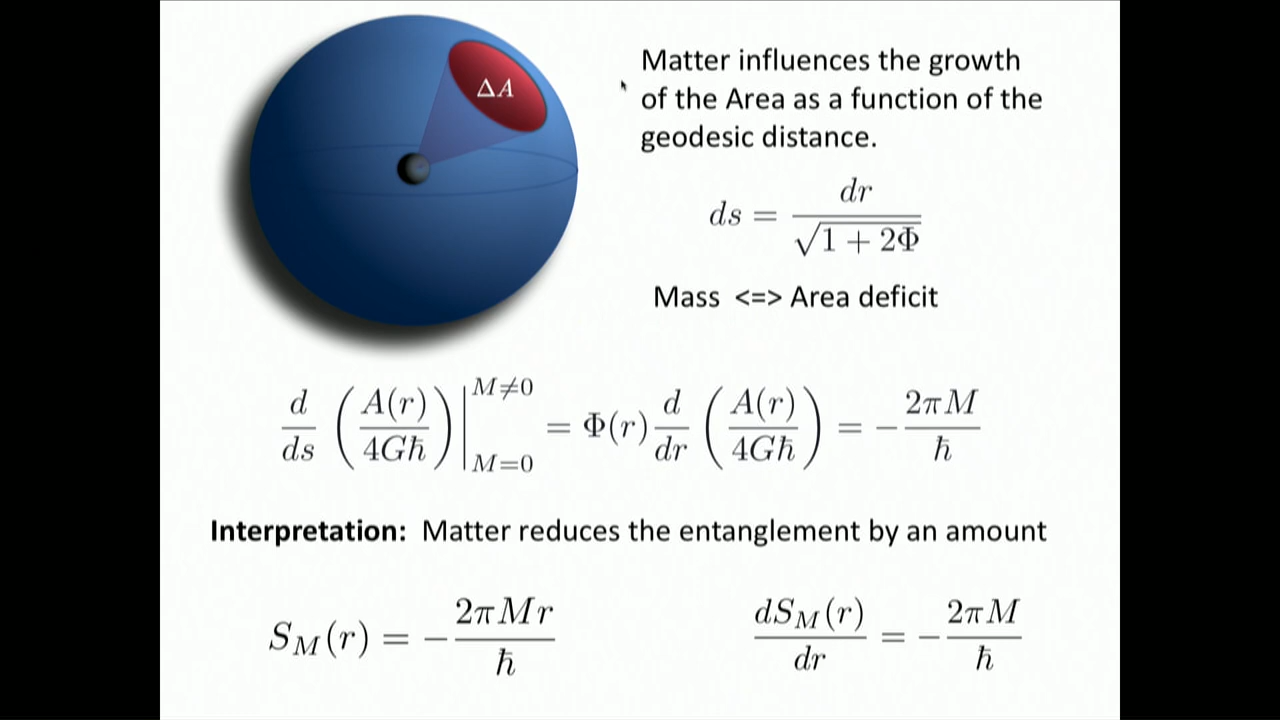 ΔA
Matter influences the growth
of the Area as a function of the
geodesic distance.
ds = dr / √(1 + 2Φ)
Mass <=> Area deficit
d/ds (A(r)/4Għ) |_{M=0}^{M≠0} = Φ(r) d/dr (A(r)/4Għ) = − 2πM/ħ
Interpretation: Matter reduces the entanglement by an amount
S_M(r) = − 2πMr/ħ
dS_M(r)/dr = − 2πM/ħ